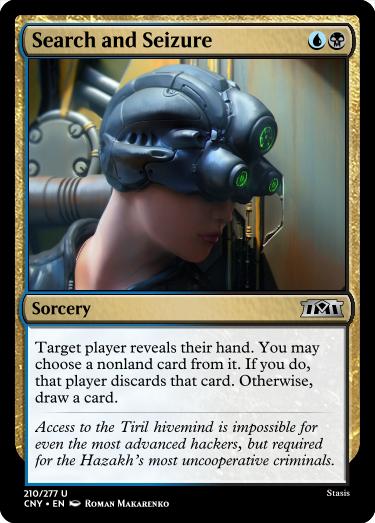 Search and Seizure
Sorcery
Target player reveals their hand. You may
choose a nonland card from it. If you do,
that player discards that card. Otherwise,
draw a card.
Access to the Tiril hivemind is impossible for
even the most advanced hackers, but required
for the Hazakh's most uncooperative criminals.
210/277 U
Stasis
CNY • EN Roman Makarenko